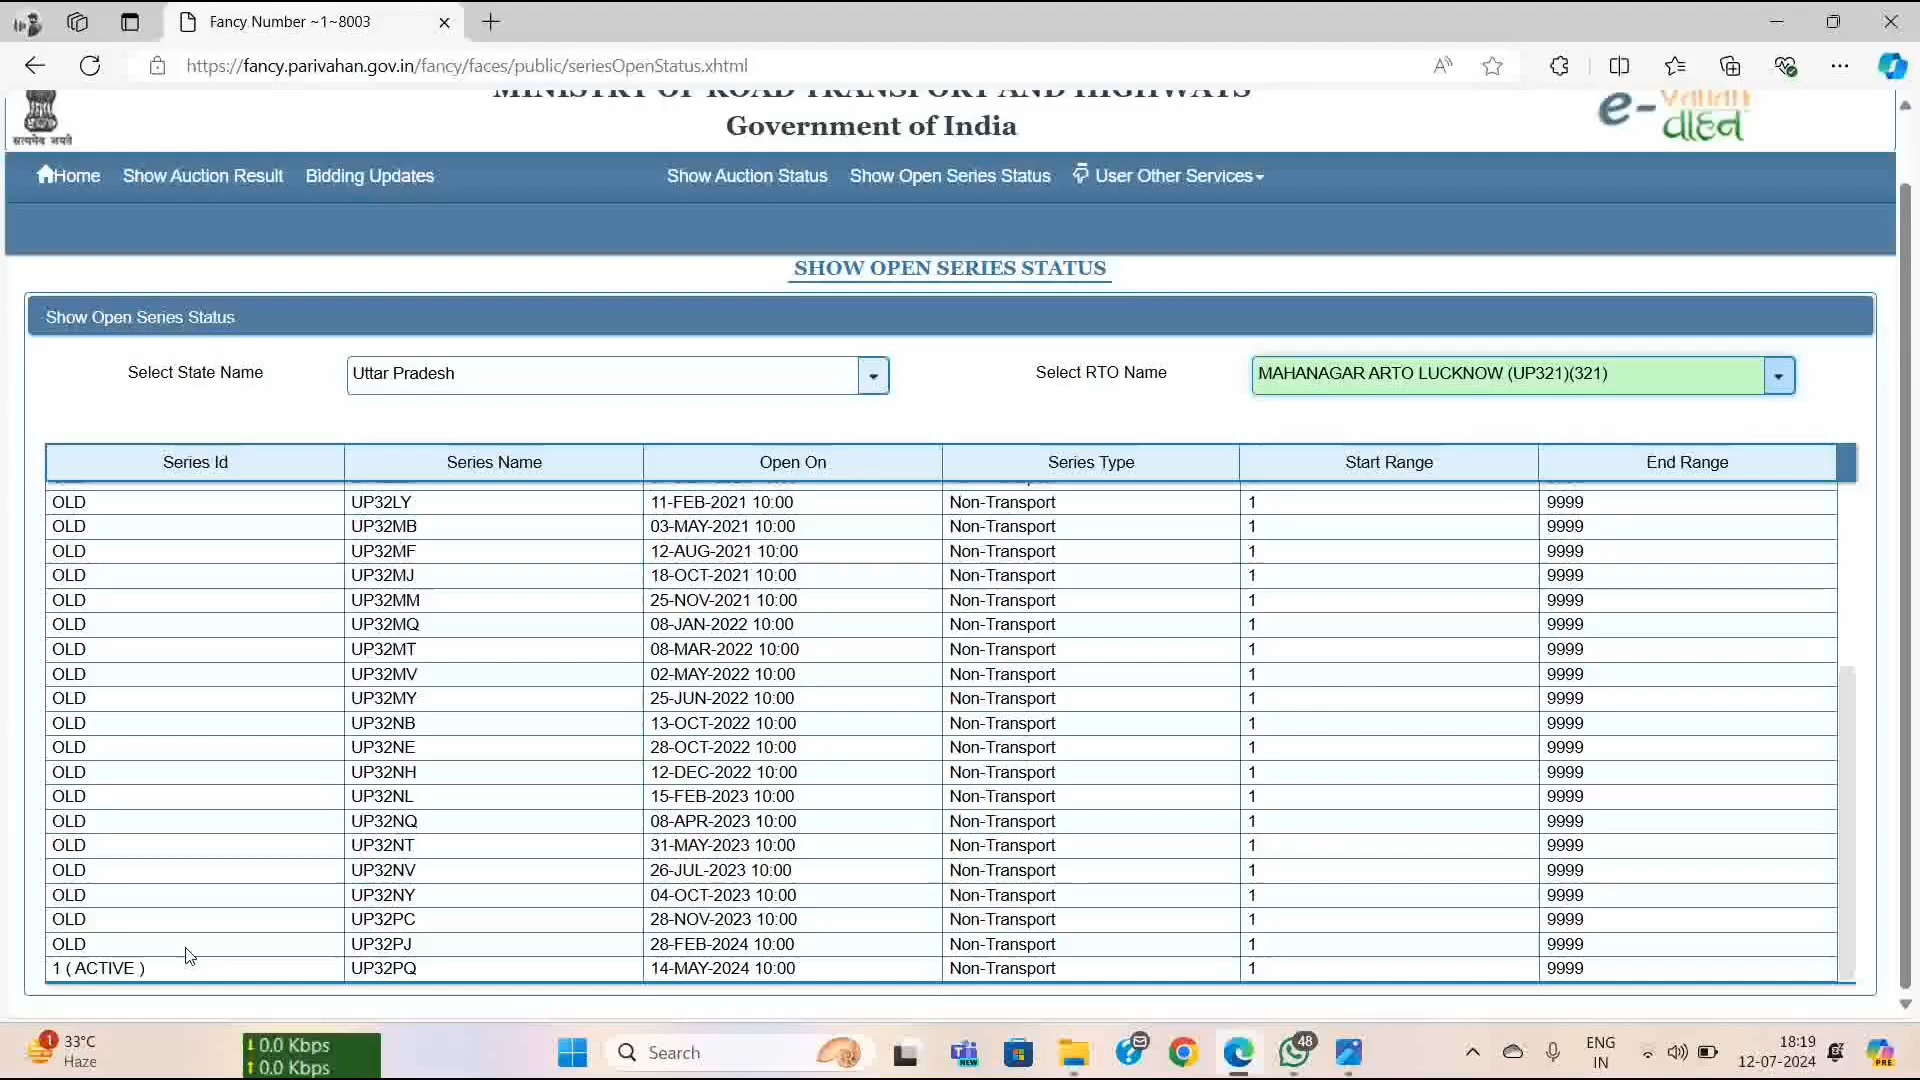 Fancy Number ~1~8003
https://fancy.parivahan.gov.in/fancy/faces/public/seriesOpenStatus.xhtml
MINISTRY OF ROAD TRANSPORT AND HIGHWAYS
Government of India
सत्यमेव जयते
e-vahan
वाहन
Home Show Auction Result Bidding Updates Show Auction Status Show Open Series Status User Other Services
SHOW OPEN SERIES STATUS
Show Open Series Status
Select State Name Uttar Pradesh Select RTO Name MAHANAGAR ARTO LUCKNOW (UP321)(321)
Series Id Series Name Open On Series Type Start Range End Range
OLD UP32LY 11-FEB-2021 10:00 Non-Transport 1 9999
OLD UP32MB 03-MAY-2021 10:00 Non-Transport 1 9999
OLD UP32MF 12-AUG-2021 10:00 Non-Transport 1 9999
OLD UP32MJ 18-OCT-2021 10:00 Non-Transport 1 9999
OLD UP32MM 25-NOV-2021 10:00 Non-Transport 1 9999
OLD UP32MQ 08-JAN-2022 10:00 Non-Transport 1 9999
OLD UP32MT 08-MAR-2022 10:00 Non-Transport 1 9999
OLD UP32MV 02-MAY-2022 10:00 Non-Transport 1 9999
OLD UP32MY 25-JUN-2022 10:00 Non-Transport 1 9999
OLD UP32NB 13-OCT-2022 10:00 Non-Transport 1 9999
OLD UP32NE 28-OCT-2022 10:00 Non-Transport 1 9999
OLD UP32NH 12-DEC-2022 10:00 Non-Transport 1 9999
OLD UP32NL 15-FEB-2023 10:00 Non-Transport 1 9999
OLD UP32NQ 08-APR-2023 10:00 Non-Transport 1 9999
OLD UP32NT 31-MAY-2023 10:00 Non-Transport 1 9999
OLD UP32NV 26-JUL-2023 10:00 Non-Transport 1 9999
OLD UP32NY 04-OCT-2023 10:00 Non-Transport 1 9999
OLD UP32PC 28-NOV-2023 10:00 Non-Transport 1 9999
OLD UP32PJ 28-FEB-2024 10:00 Non-Transport 1 9999
1 ( ACTIVE ) UP32PQ 14-MAY-2024 10:00 Non-Transport 1 9999
1 33°C
Haze
0.0 Kbps
0.0 Kbps
Search
NEW
48
ENG
IN
18:19
12-07-2024
PRE